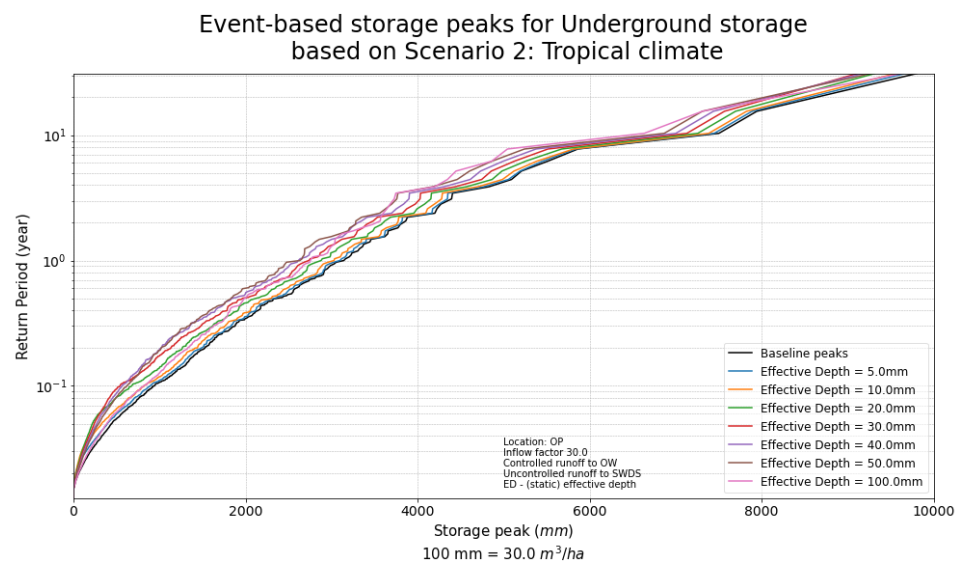 Event-based storage peaks for Underground storage
based on Scenario 2: Tropical climate
Return Period (year)
10¹
10⁰
10⁻¹
Baseline peaks
Effective Depth = 5.0mm
Effective Depth = 10.0mm
Effective Depth = 20.0mm
Effective Depth = 30.0mm
Effective Depth = 40.0mm
Effective Depth = 50.0mm
Effective Depth = 100.0mm
Location: OP
Inflow factor 30.0
Controlled runoff to OW
Uncontrolled runoff to SWDS
ED - (static) effective depth
0 2000 4000 6000 8000 10000
Storage peak (mm)
100 mm = 30.0 m³/ha